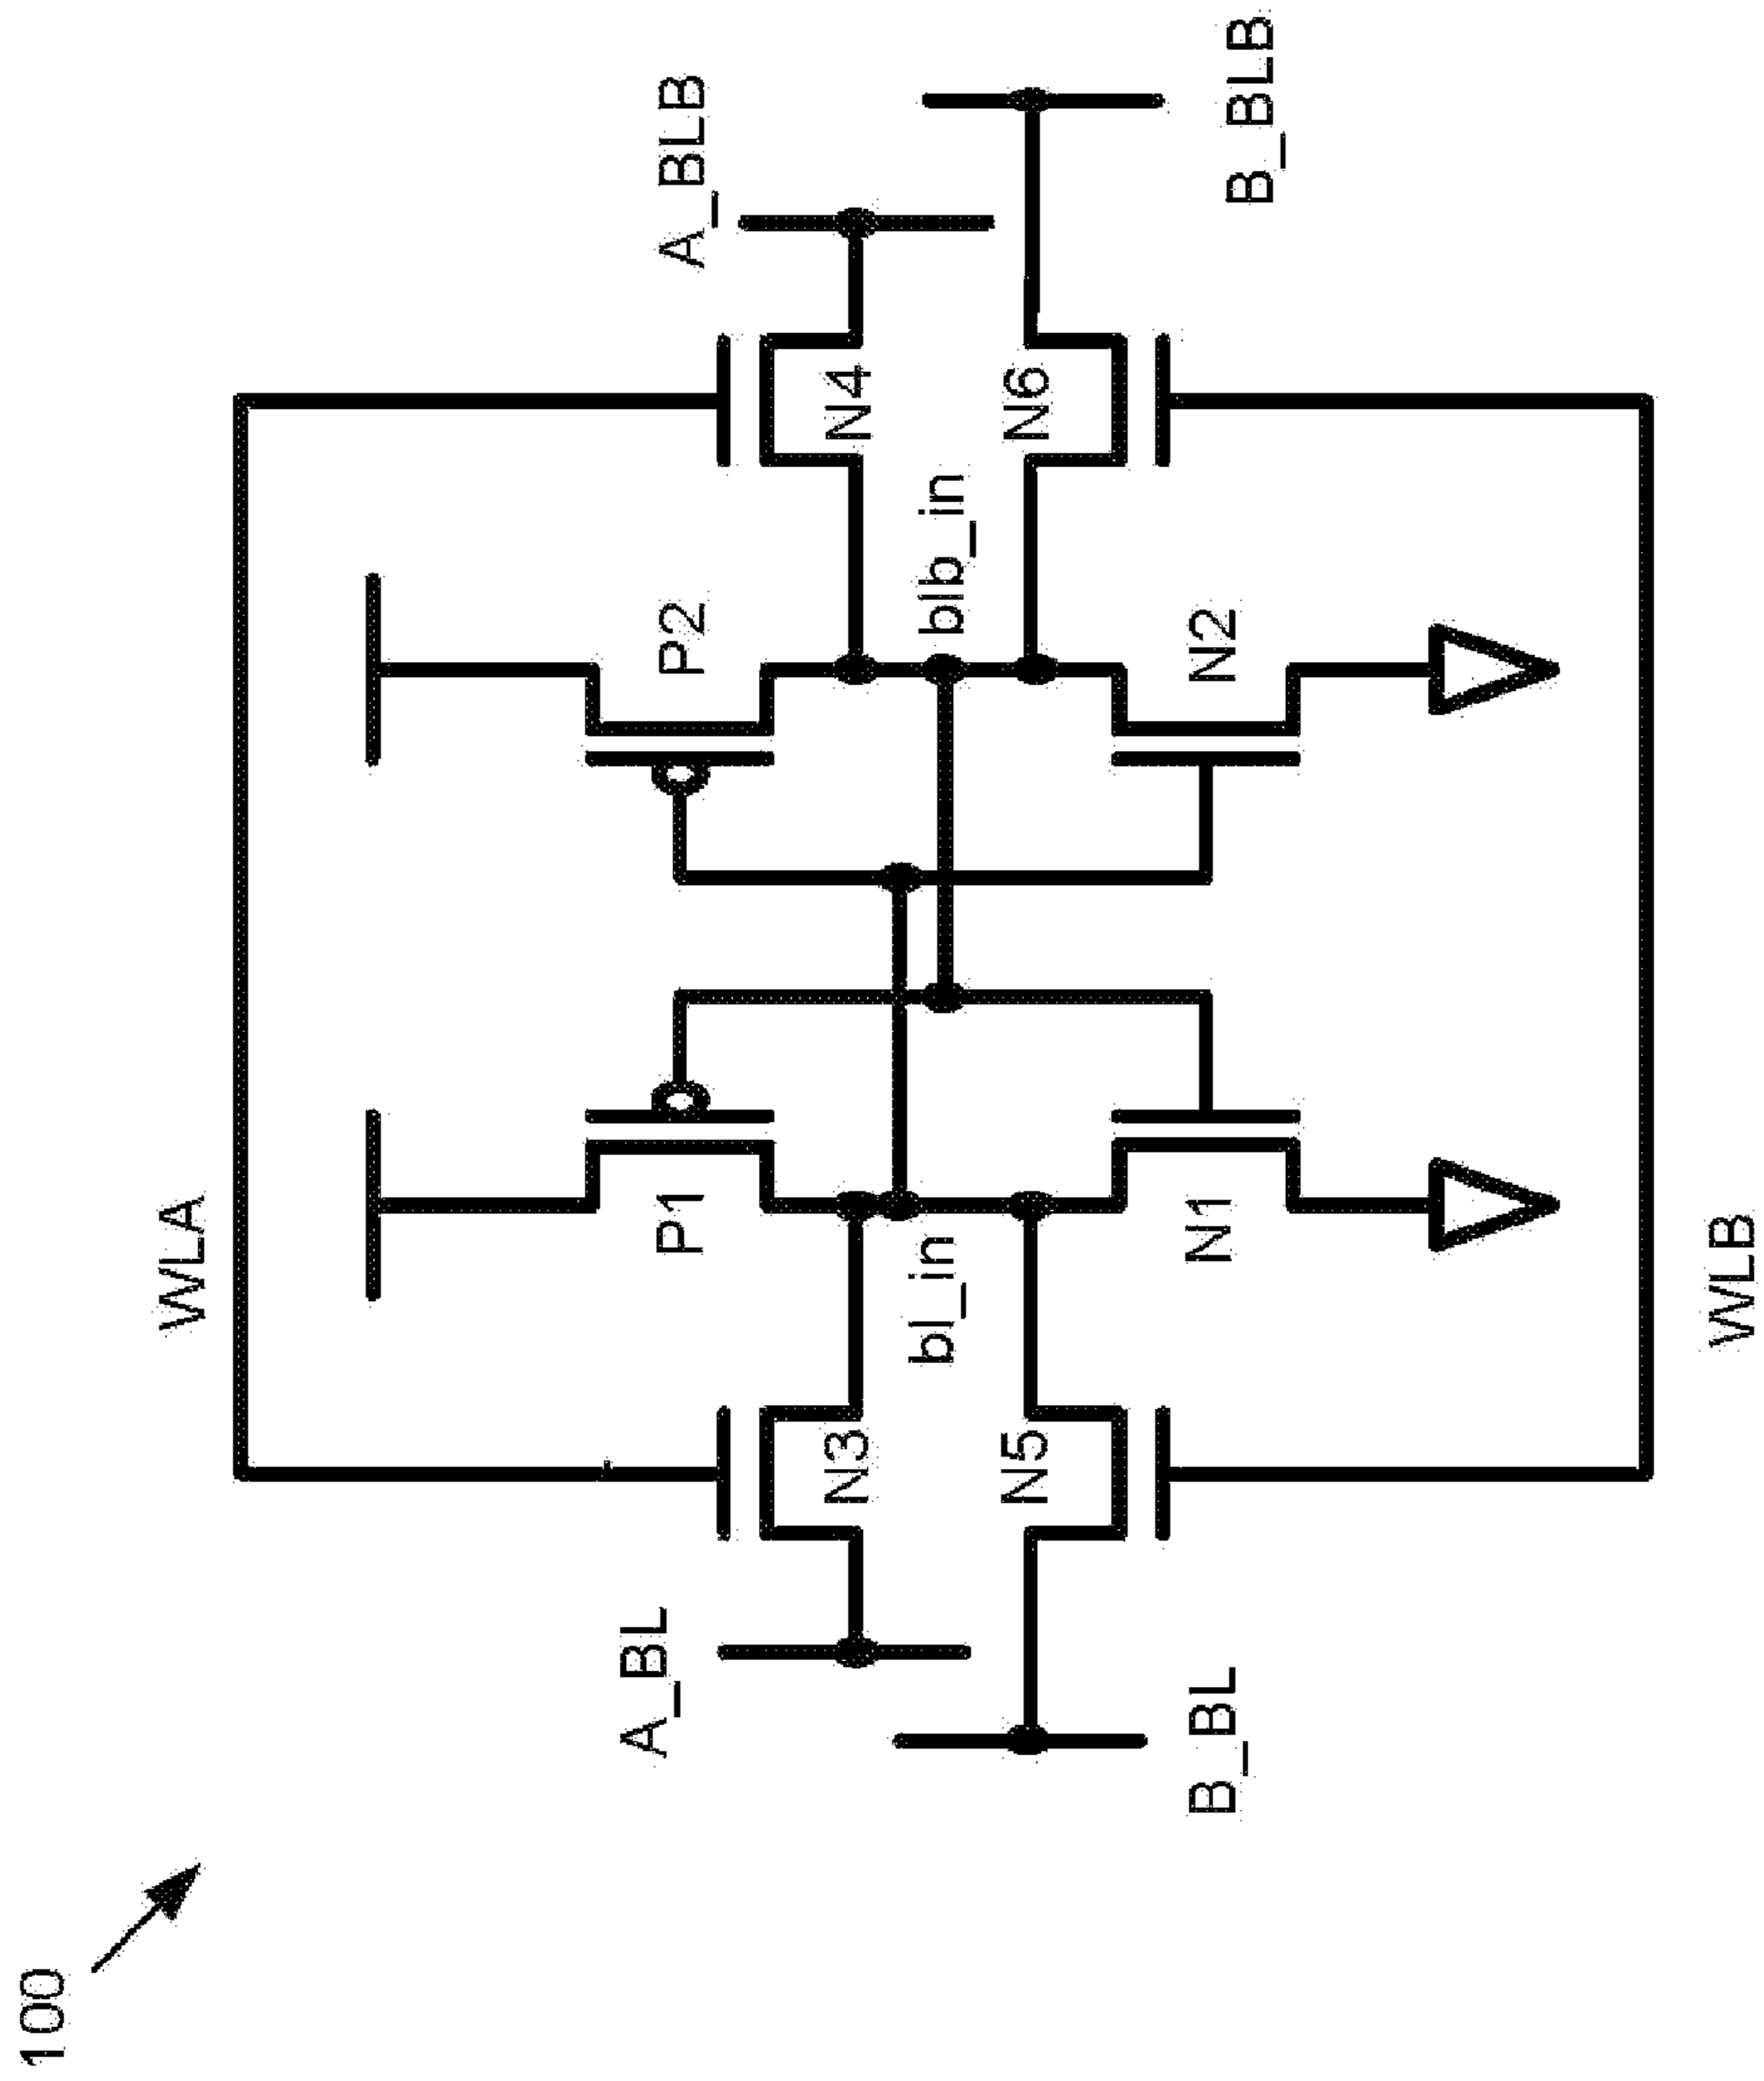 100
WLA
A_BL
A_BLB
P1
P2
N3
N4
bl_in
blb_in
N5
N6
B_BL
N1
N2
B_BLB
WLB